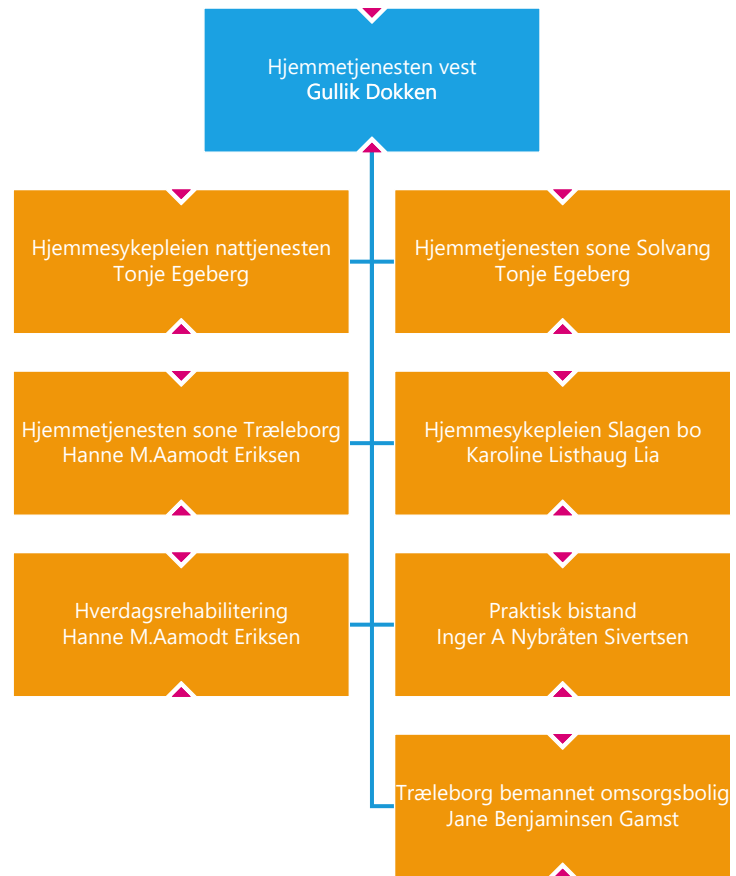 Hjemmetjenesten vest
Gullik Dokken
Hjemmesykepleien nattjenesten
Tonje Egeberg
Hjemmetjenesten sone Solvang
Tonje Egeberg
Hjemmetjenesten sone Træleborg
Hanne M.Aamodt Eriksen
Hjemmesykepleien Slagen bo
Karoline Listhaug Lia
Hverdagsrehabilitering
Hanne M.Aamodt Eriksen
Praktisk bistand
Inger A Nybråten Sivertsen
Træleborg bemannet omsorgsbolig
Jane Benjaminsen Gamst